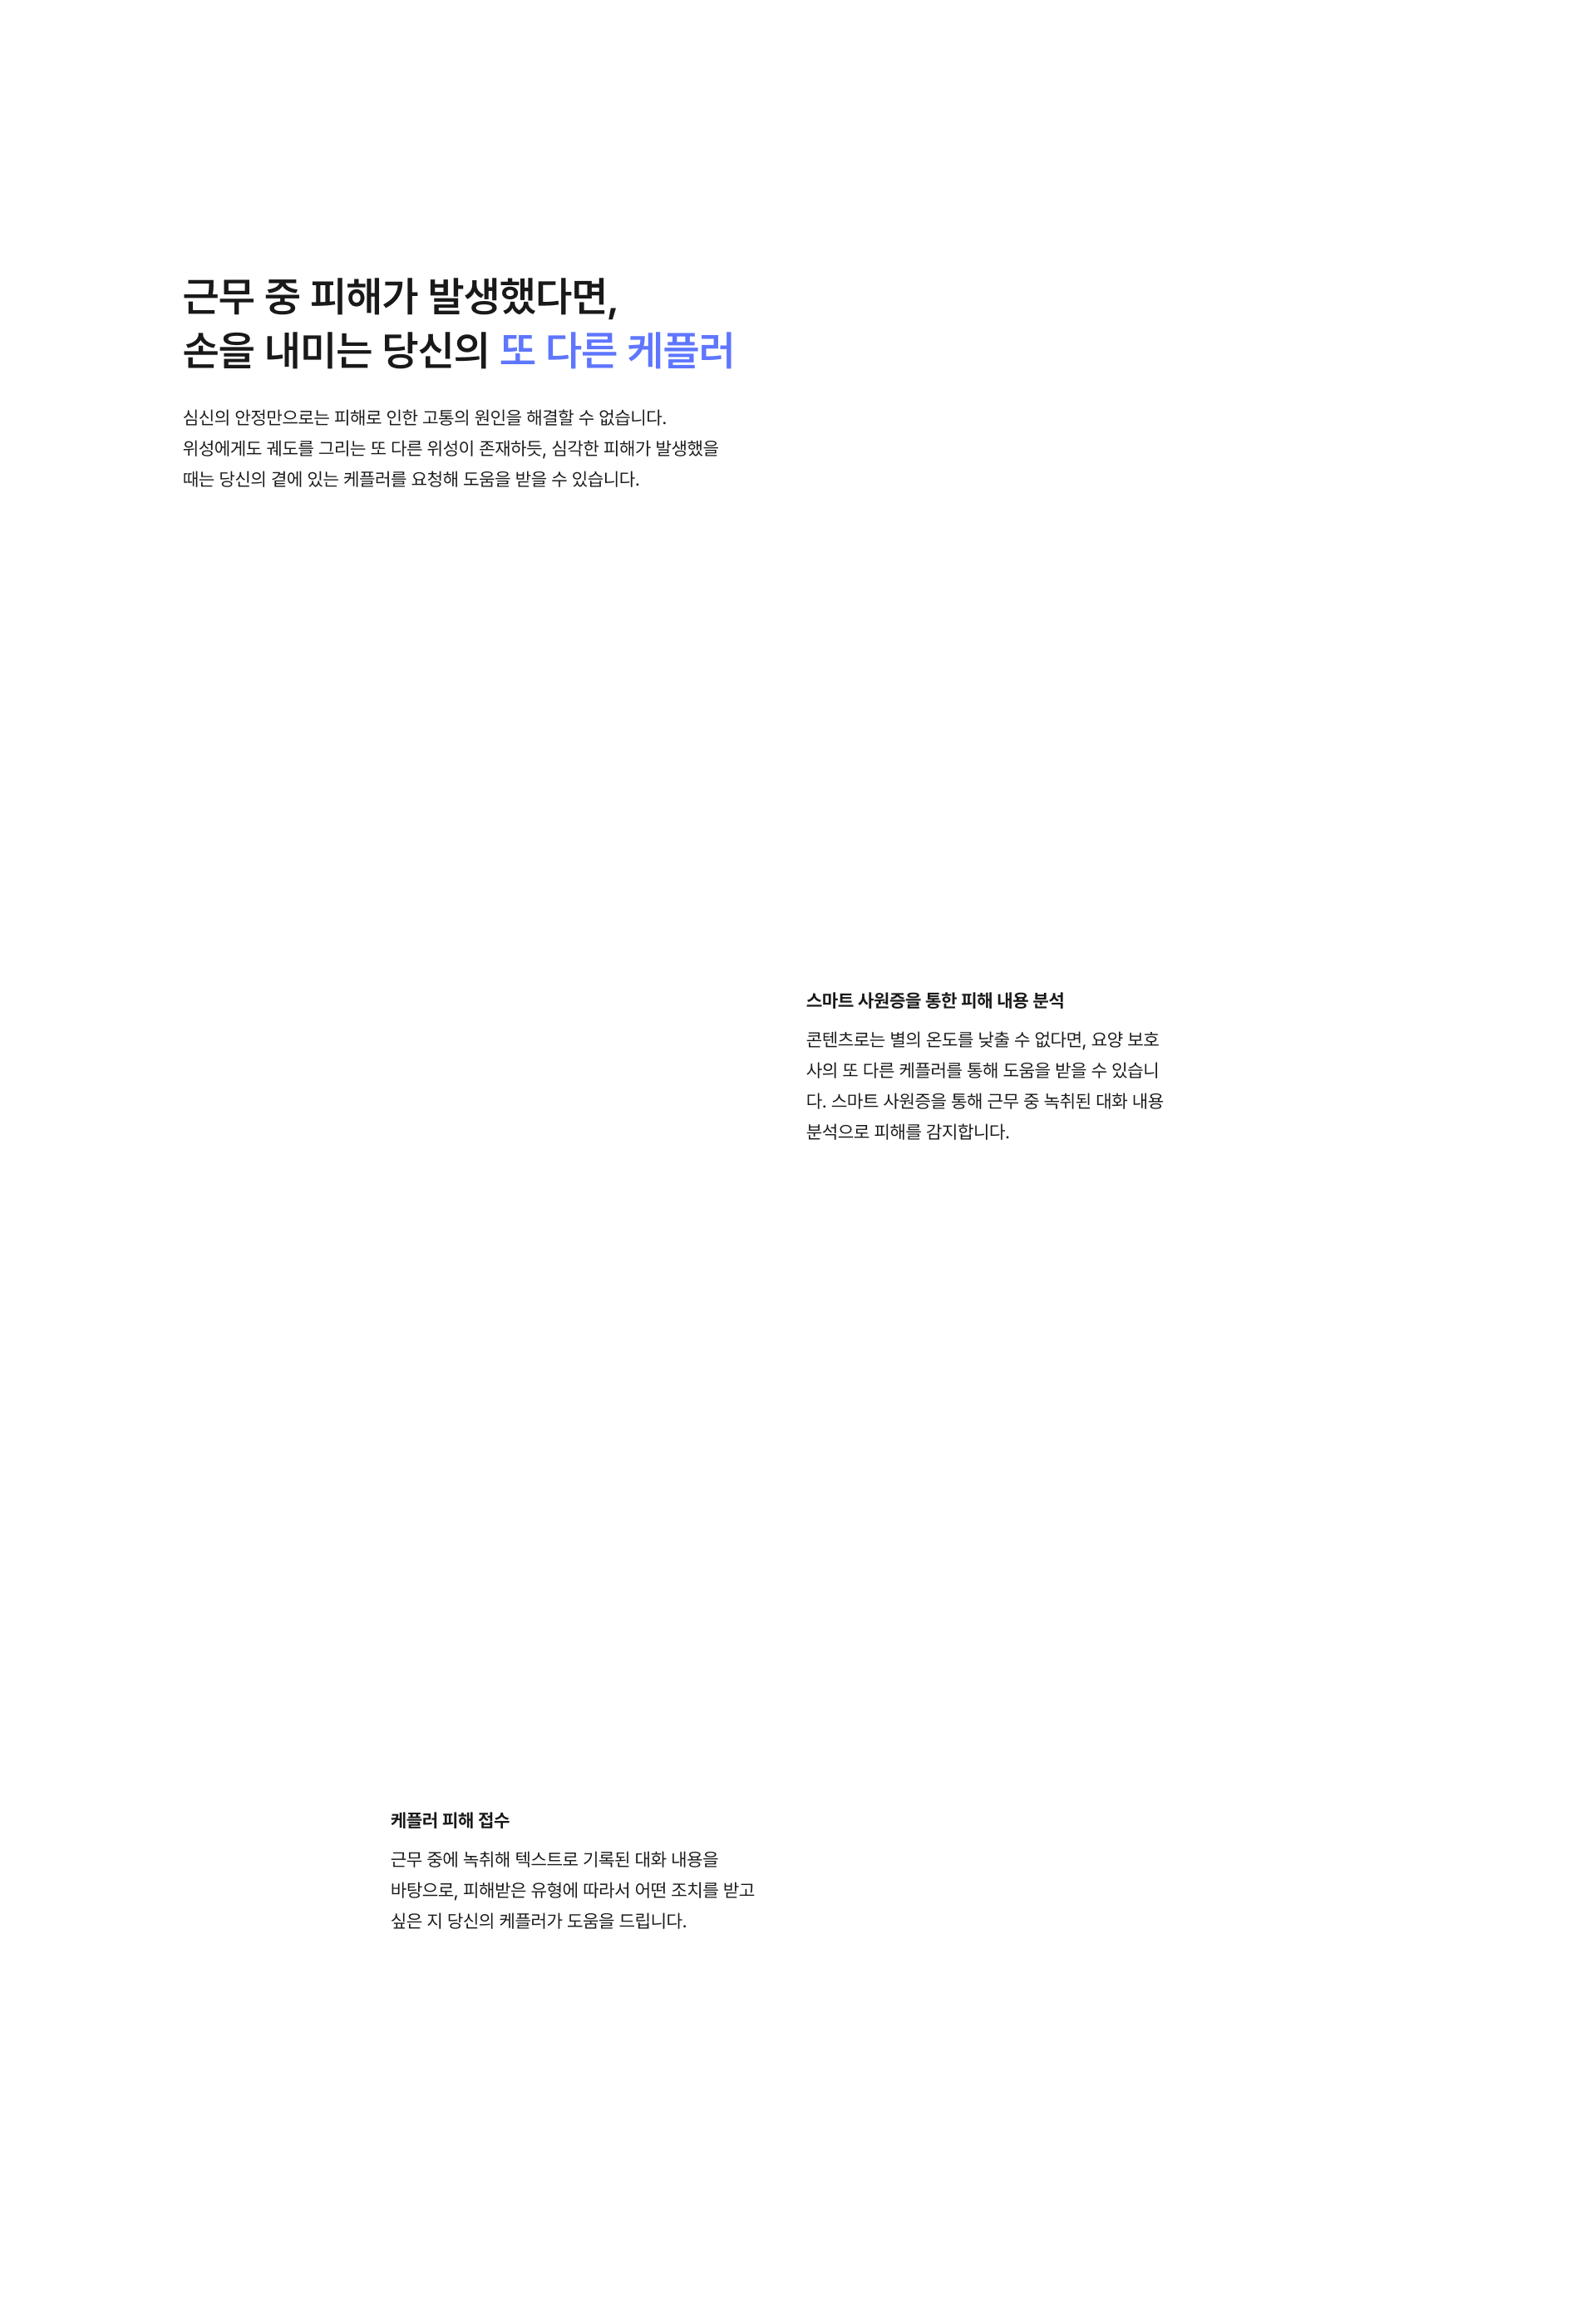 근무 중 피해가 발생했다면,
손을 내미는 당신의 또 다른 케플러
심신의 안정만으로는 피해로 인한 고통의 원인을 해결할 수 없습니다.
위성에게도 궤도를 그리는 또 다른 위성이 존재하듯, 심각한 피해가 발생했을
때는 당신의 곁에 있는 케플러를 요청해 도움을 받을 수 있습니다.
스마트 사원증을 통한 피해 내용 분석
콘텐츠로는 별의 온도를 낮출 수 없다면, 요양 보호
사의 또 다른 케플러를 통해 도움을 받을 수 있습니
다. 스마트 사원증을 통해 근무 중 녹취된 대화 내용
분석으로 피해를 감지합니다.
케플러 피해 접수
근무 중에 녹취해 텍스트로 기록된 대화 내용을
바탕으로, 피해받은 유형에 따라서 어떤 조치를 받고
싶은 지 당신의 케플러가 도움을 드립니다.